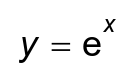 y = e^x